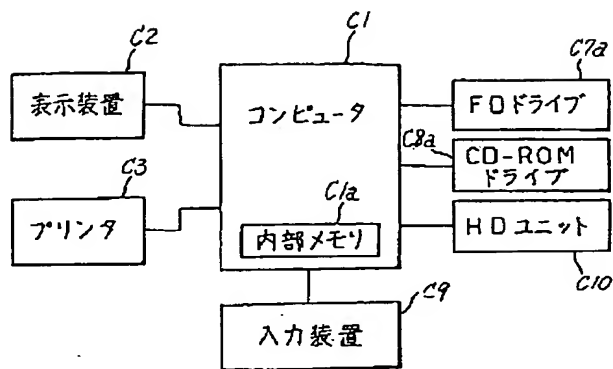 C2
表示装置
C3
プリンタ
C1
コンピュータ
C1a
内部メモリ
C7a
FDドライブ
C8a
CD-ROM
ドライブ
HDユニット
C10
C9
入力装置